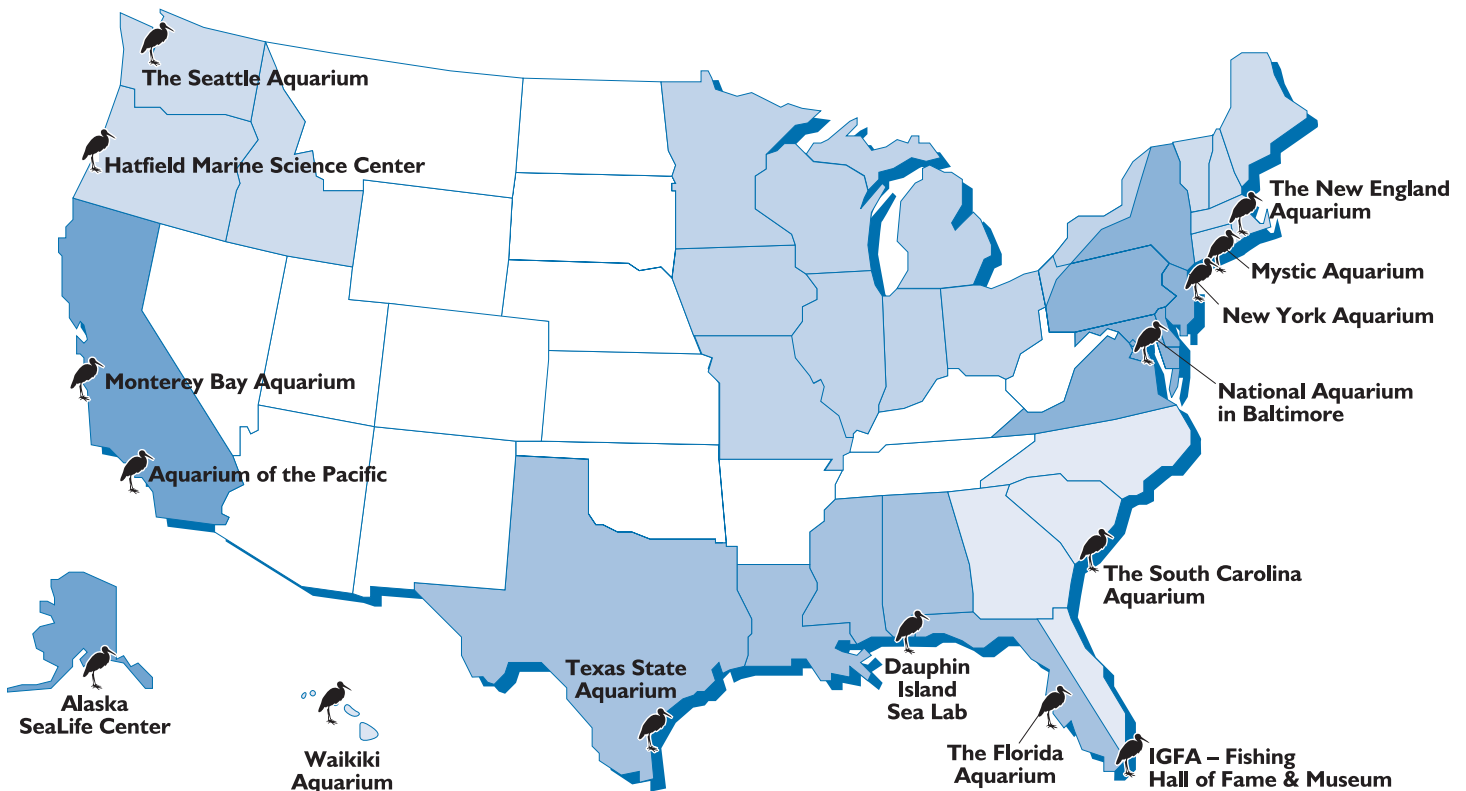 The Seattle Aquarium
Hatfield Marine Science Center
The New England
Aquarium
Mystic Aquarium
New York Aquarium
Monterey Bay Aquarium
National Aquarium
in Baltimore
Aquarium of the Pacific
The South Carolina
Aquarium
Texas State
Aquarium
Dauphin
Island
Sea Lab
Alaska
SeaLife Center
Waikiki
Aquarium
The Florida
Aquarium
IGFA – Fishing
Hall of Fame & Museum